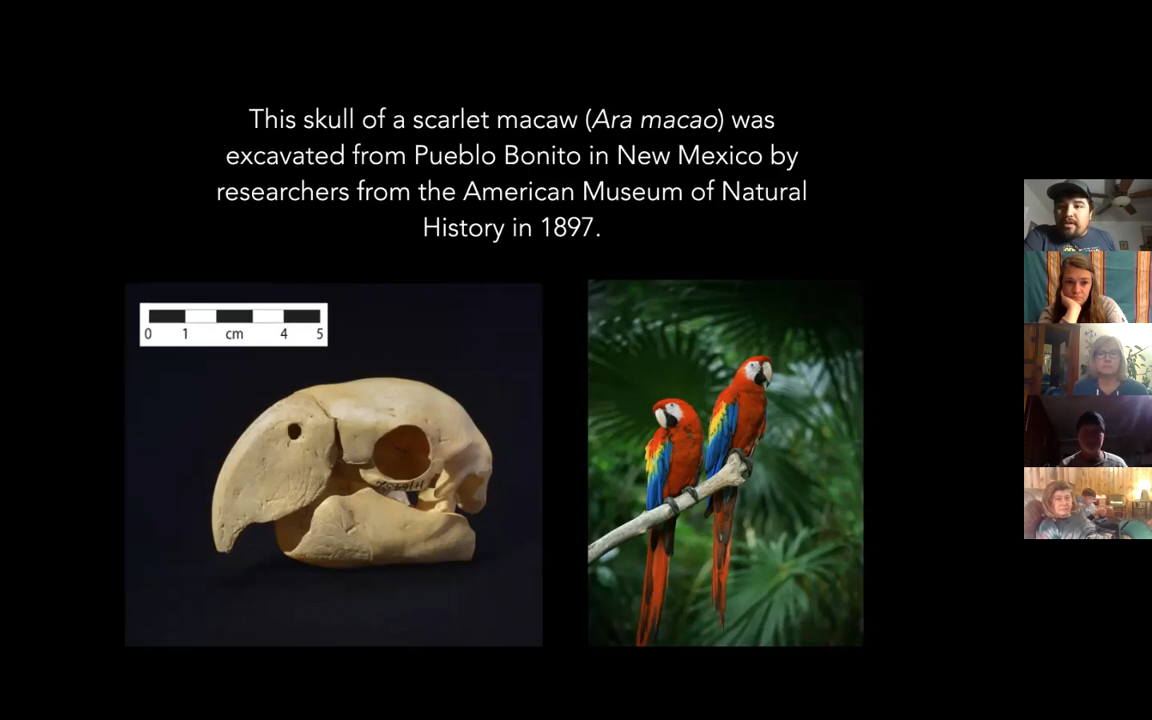 This skull of a scarlet macaw (Ara macao) was
excavated from Pueblo Bonito in New Mexico by
researchers from the American Museum of Natural
History in 1897.
0 1 cm 4 5